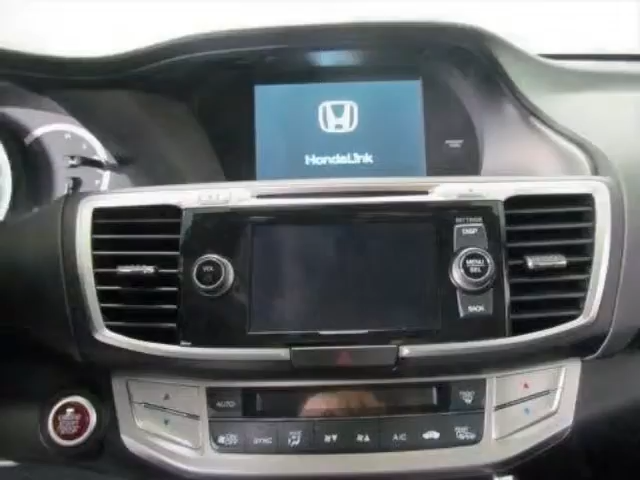 HondaLink
SETTINGS
DISP
VOL
MENU
SEL
BACK
AUTO
SYNC
A/C